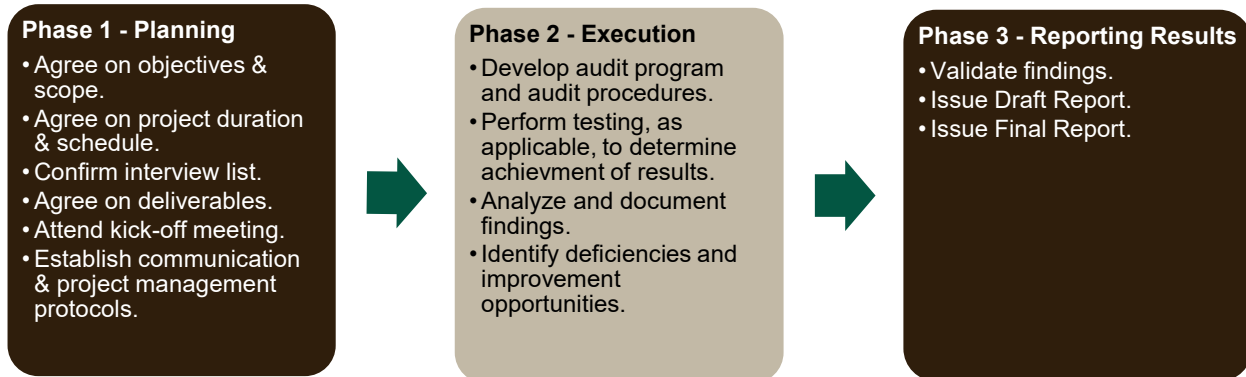 Phase 1 - Planning
• Agree on objectives &
scope.
• Agree on project duration
& schedule.
• Confirm interview list.
• Agree on deliverables.
• Attend kick-off meeting.
• Establish communication
& project management
protocols.
Phase 2 - Execution
• Develop audit program
and audit procedures.
• Perform testing, as
applicable, to determine
achievment of results.
• Analyze and document
findings.
• Identify deficiencies and
improvement
opportunities.
Phase 3 - Reporting Results
• Validate findings.
• Issue Draft Report.
• Issue Final Report.